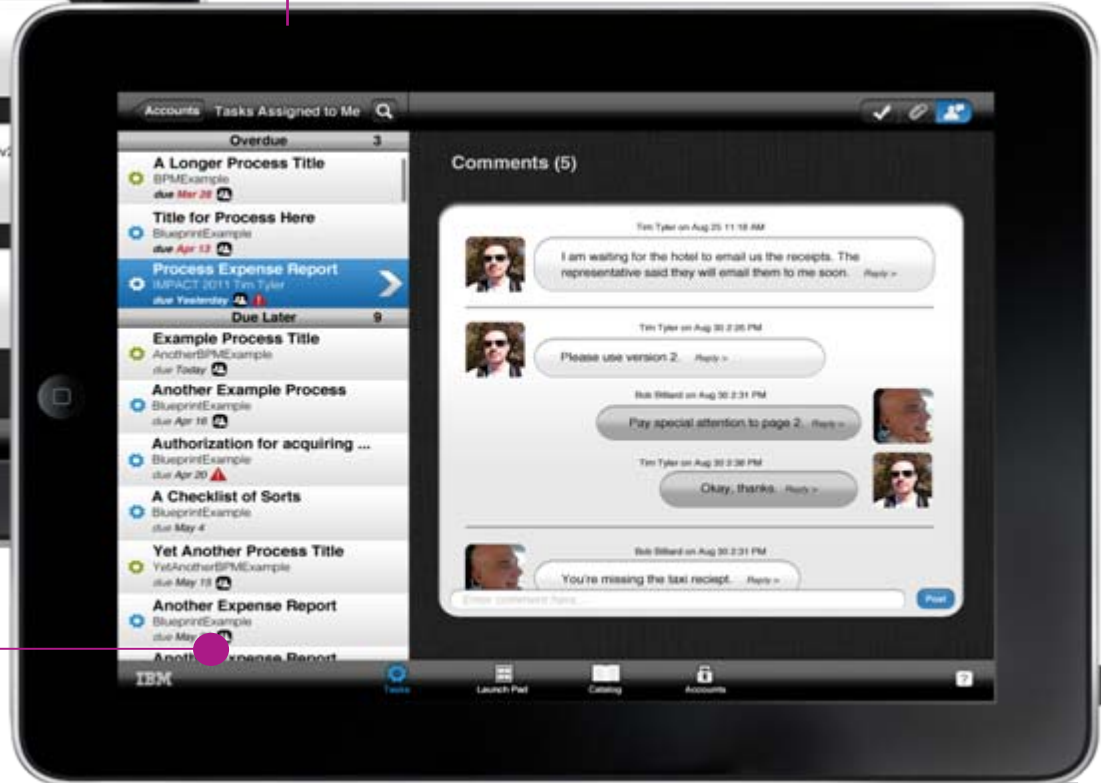 Accounts
Tasks Assigned to Me
Overdue 3
A Longer Process Title
BPMExample
due Mar 28
Title for Process Here
BlueprintExample
due Apr 13
Process Expense Report
IMPACT 2011 Tim Tyler
due Yesterday
Due Later 9
Example Process Title
AnotherBPMExample
due Today
Another Example Process
BlueprintExample
due Apr 16
Authorization for acquiring ...
BlueprintExample
due Apr 20
A Checklist of Sorts
BlueprintExample
due May 4
Yet Another Process Title
YetAnotherBPMExample
due May 15
Another Expense Report
BlueprintExample
due May
Expense Report
Comments (5)
Tim Tyler on Aug 25 11:18 AM
I am waiting for the hotel to email us the receipts. The
representative said they will email them to me soon. Reply >
Tim Tyler on Aug 30 2:26 PM
Please use version 2. Reply >
Bob Billiard on Aug 30 2:31 PM
Pay special attention to page 2. Reply >
Tim Tyler on Aug 30 2:36 PM
Okay, thanks. Reply >
Bob Billiard on Aug 30 2:31 PM
You're missing the taxi reciept. Reply >
Enter comment here...
Post
IBM
Tasks
Launch Pad
Catalog
Accounts
?